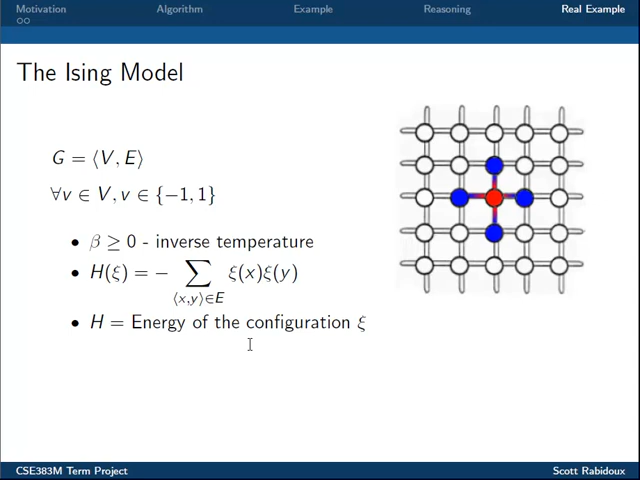 Motivation Algorithm Example Reasoning Real Example
The Ising Model
G = ⟨V, E⟩
∀v ∈ V, v ∈ {−1, 1}
• β ≥ 0 - inverse temperature
• H(ξ) = − ∑ ξ(x)ξ(y)
⟨x,y⟩∈E
• H = Energy of the configuration ξ
CSE383M Term Project Scott Rabidoux